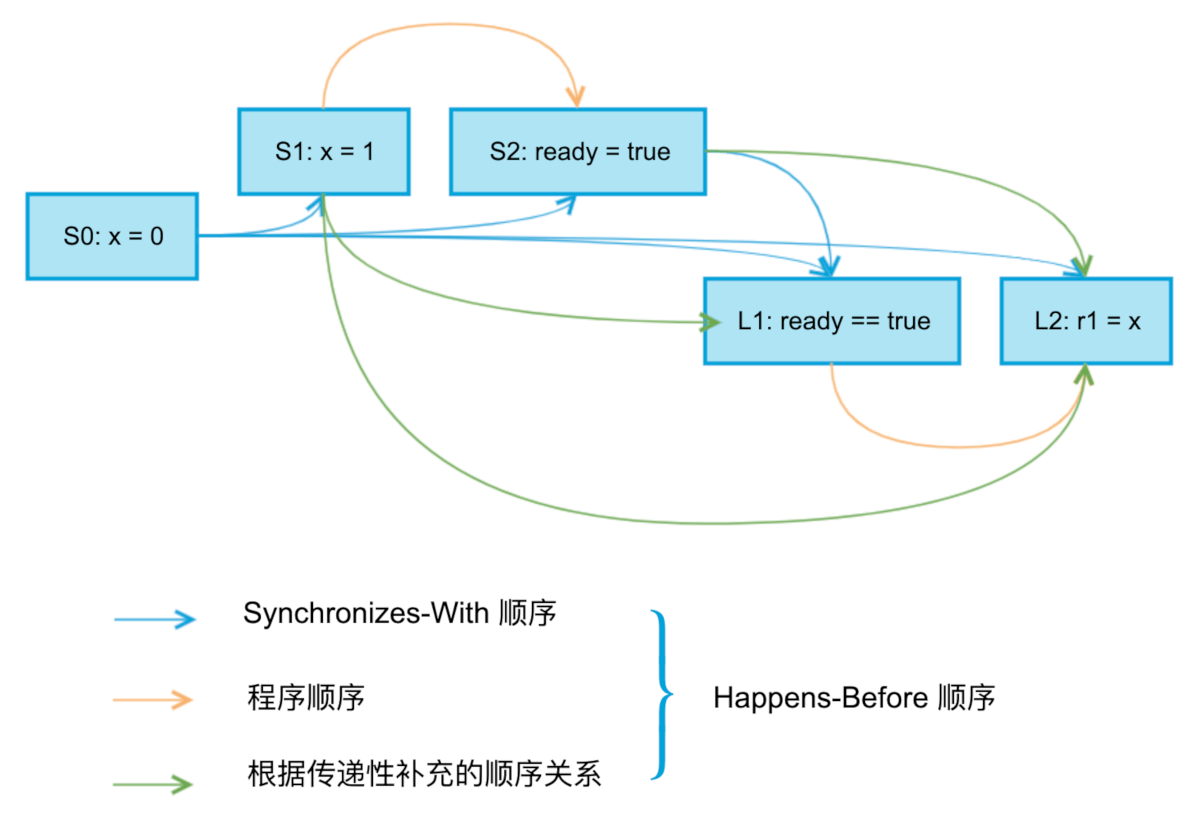 S1: x = 1
S2: ready = true
S0: x = 0
L1: ready == true
L2: r1 = x
Synchronizes-With 顺序
程序顺序
Happens-Before 顺序
根据传递性补充的顺序关系